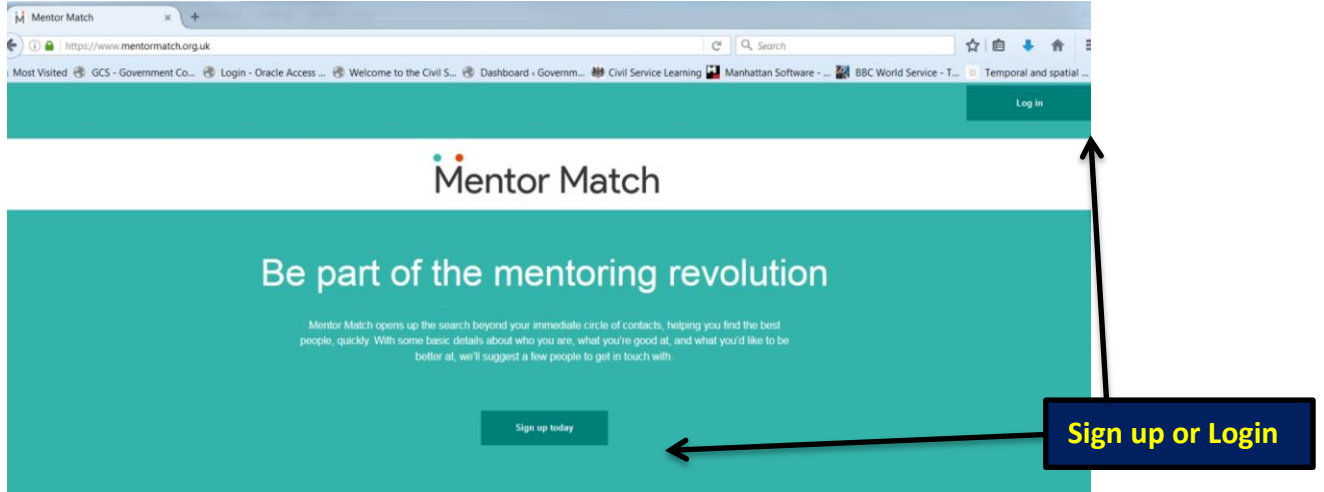 Mentor Match
https://www.mentormatch.org.uk
Search
Most Visited GCS - Government Co... Login - Oracle Access ... Welcome to the Civil S... Dashboard ‹ Governm... Civil Service Learning Manhattan Software - ... BBC World Service - T... Temporal and spatial ...
Log in
Mentor Match
Be part of the mentoring revolution
Mentor Match opens up the search beyond your immediate circle of contacts, helping you find the best
people, quickly. With some basic details about who you are, what you're good at, and what you'd like to be
better at, we'll suggest a few people to get in touch with.
Sign up today
Sign up or Login